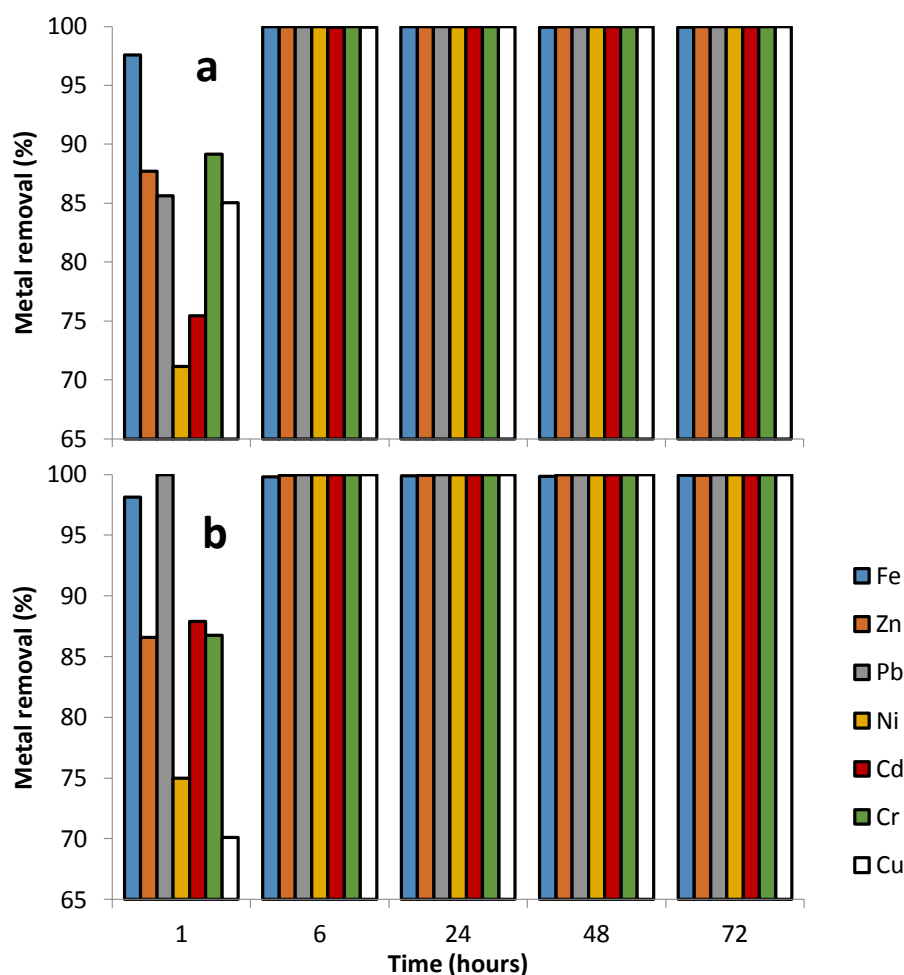 100
95
90
85
80
75
70
65
Metal removal (%)
a
100
95
90
85
80
75
70
65
Metal removal (%)
b
1 6 24 48 72
Time (hours)
Fe
Zn
Pb
Ni
Cd
Cr
Cu